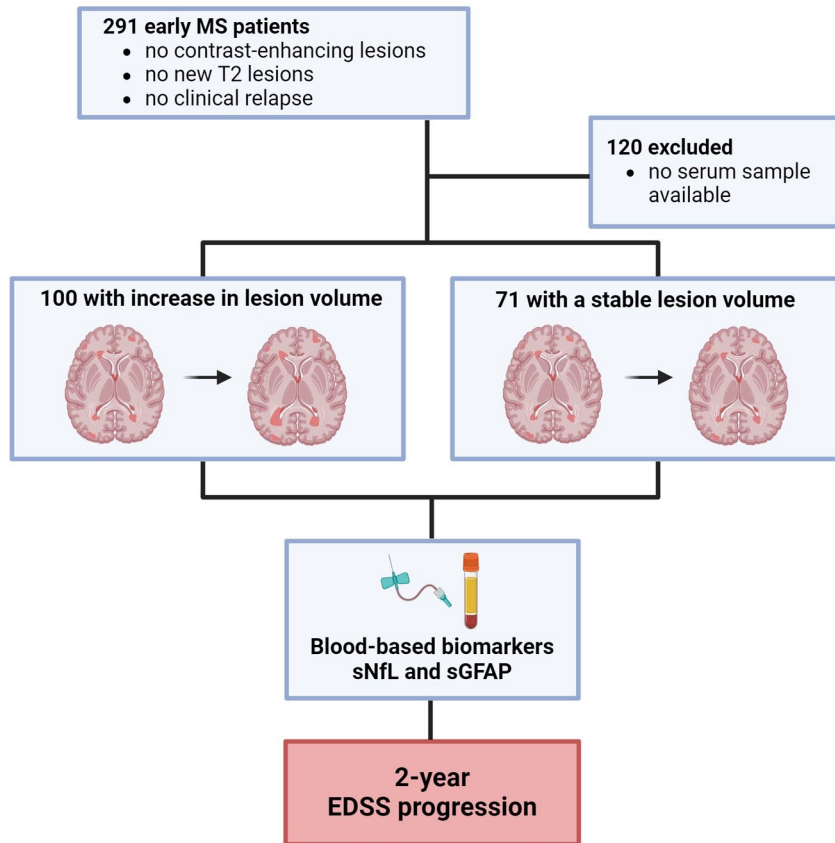 291 early MS patients
• no contrast-enhancing lesions
• no new T2 lesions
• no clinical relapse
120 excluded
• no serum sample
available
100 with increase in lesion volume
71 with a stable lesion volume
Blood-based biomarkers
sNfL and sGFAP
2-year
EDSS progression